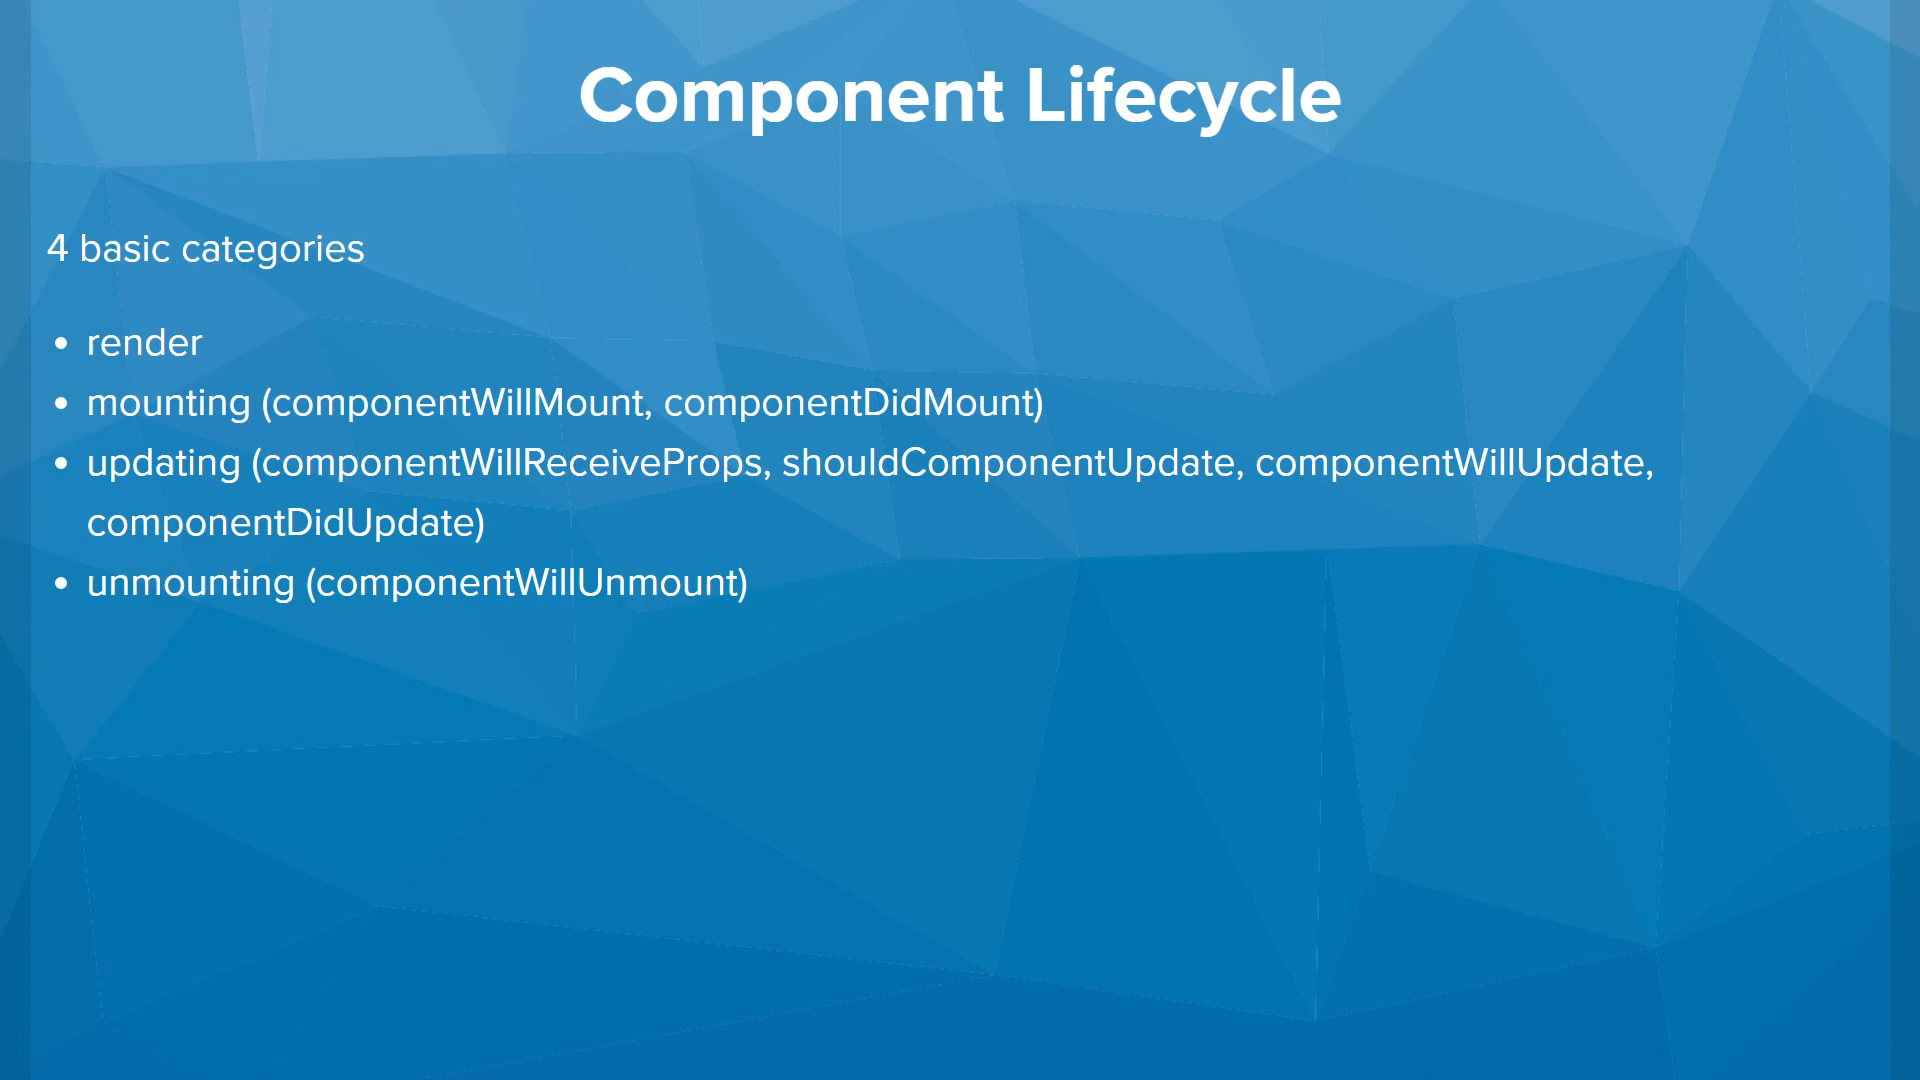 Component Lifecycle
4 basic categories
• render
• mounting (componentWillMount, componentDidMount)
• updating (componentWillReceiveProps, shouldComponentUpdate, componentWillUpdate,
componentDidUpdate)
• unmounting (componentWillUnmount)